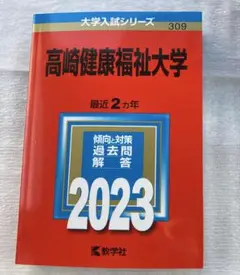 大学入試シリーズ
309
高崎健康福祉大学
最近2カ年
傾向と対策
過去問
解答
2023
教学社